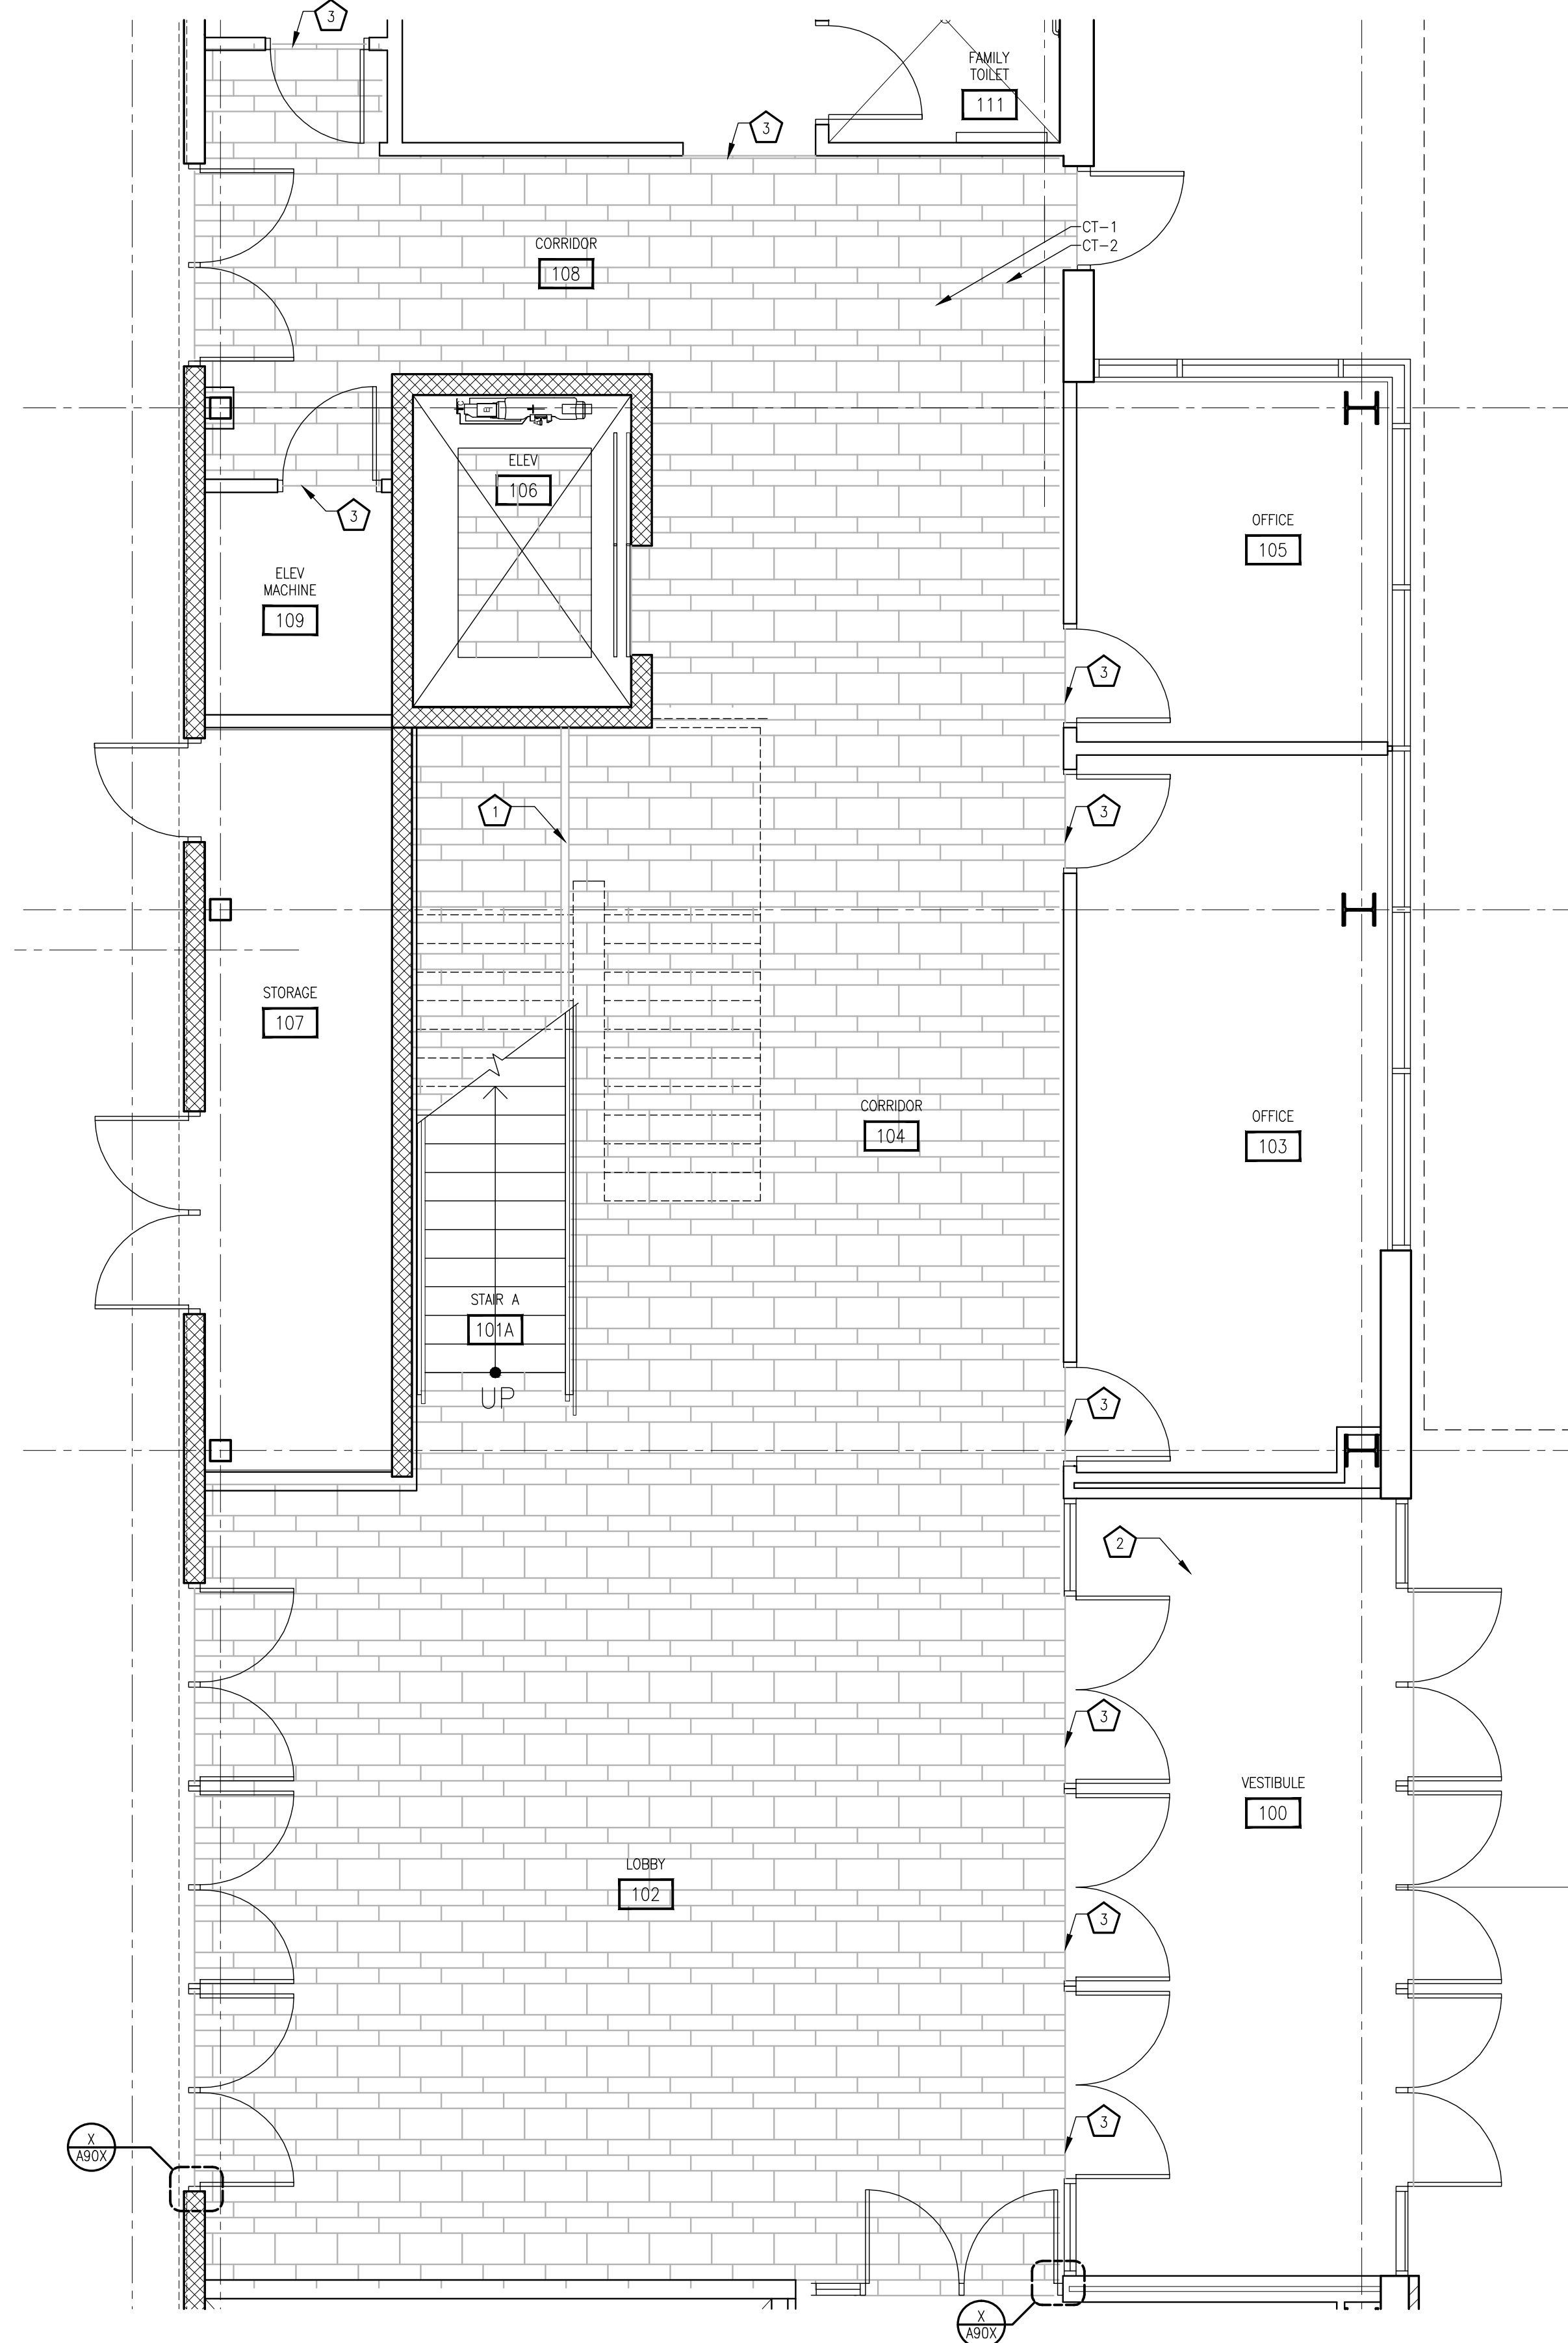 3
FAMILY
TOILET
111
3
CT-1
CT-2
CORRIDOR
108
ELEV
106
3
OFFICE
105
ELEV
MACHINE
109
3
1
3
STORAGE
107
CORRIDOR
104
OFFICE
103
STAIR A
101A
UP
3
2
3
VESTIBULE
100
LOBBY
102
3
3
X
A90X
X
A90X